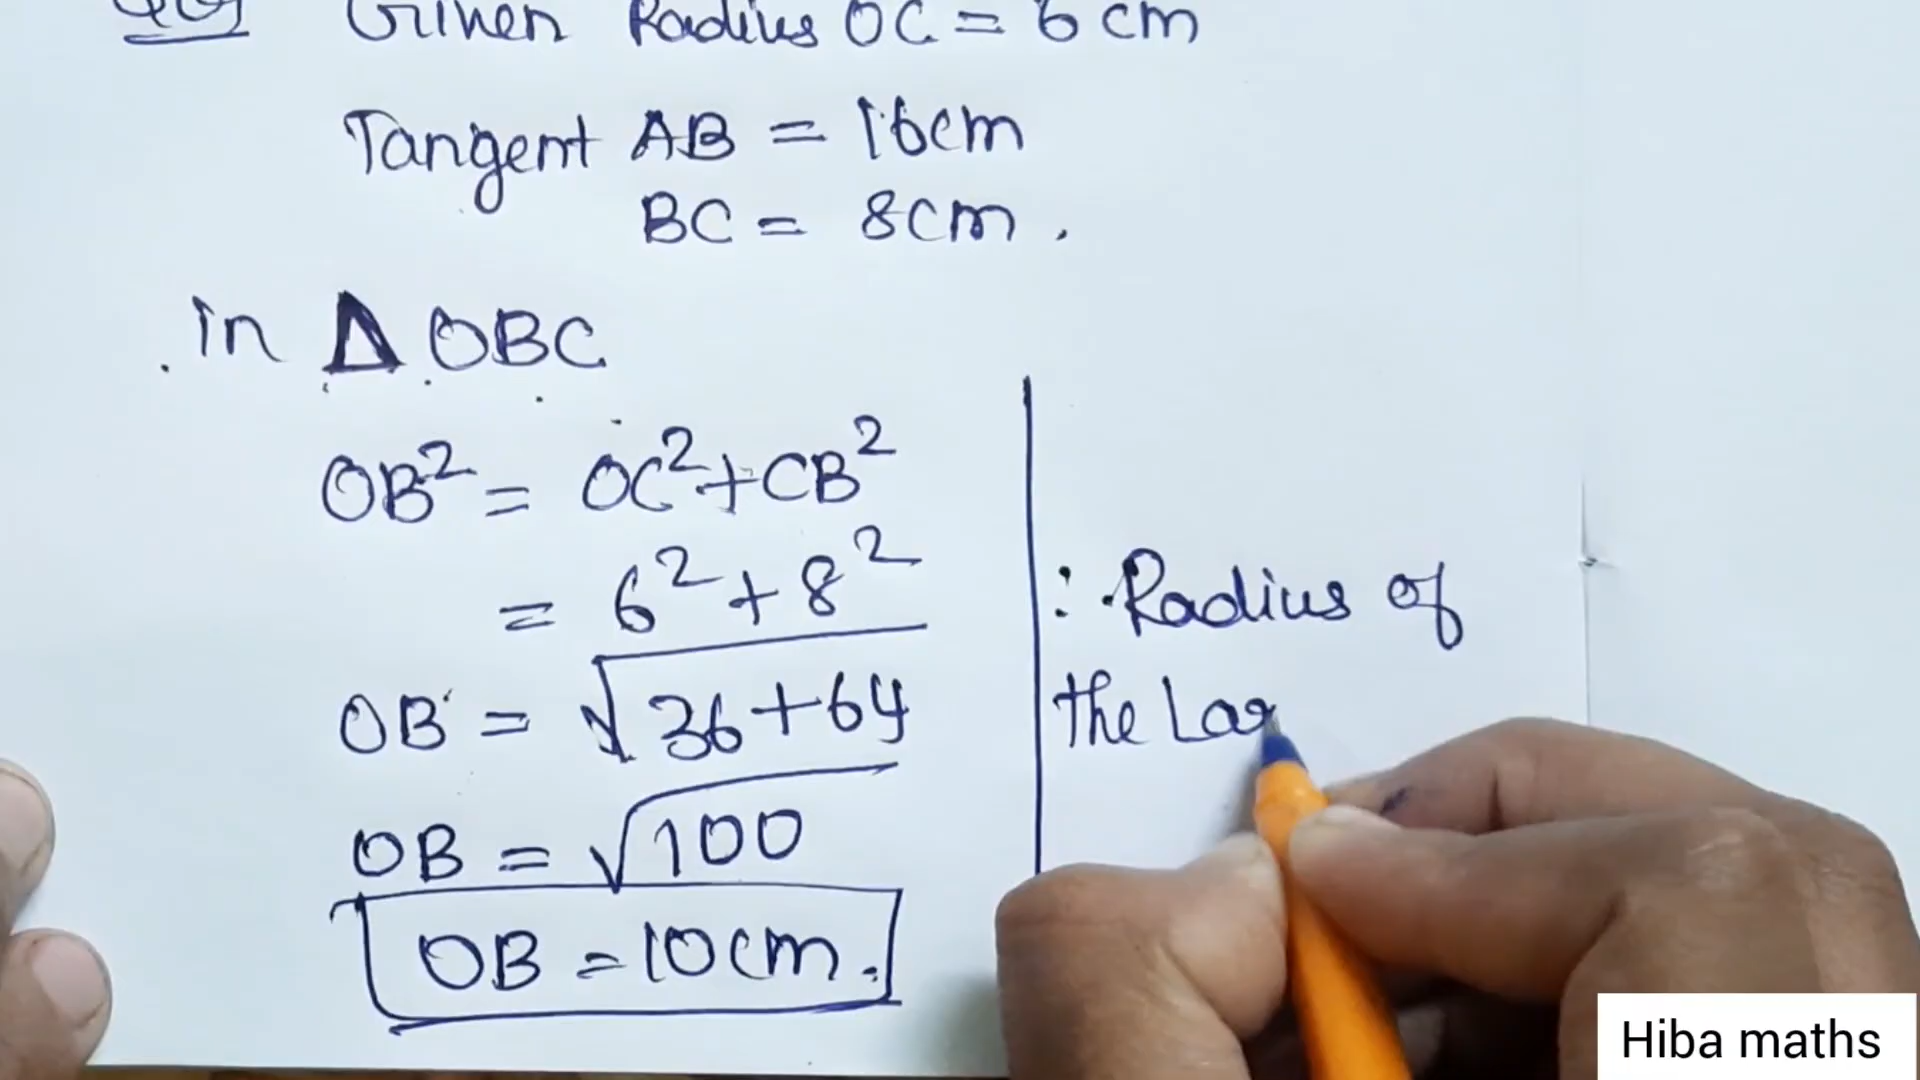 Given Radius OC = 6 cm
Tangent AB = 16cm
BC = 8cm.
in Δ OBC
OB² = OC² + CB²
= 6² + 8²
OB = √36+64
OB = √100
OB = 10cm.
∴ Radius of
the Lar
Hiba maths